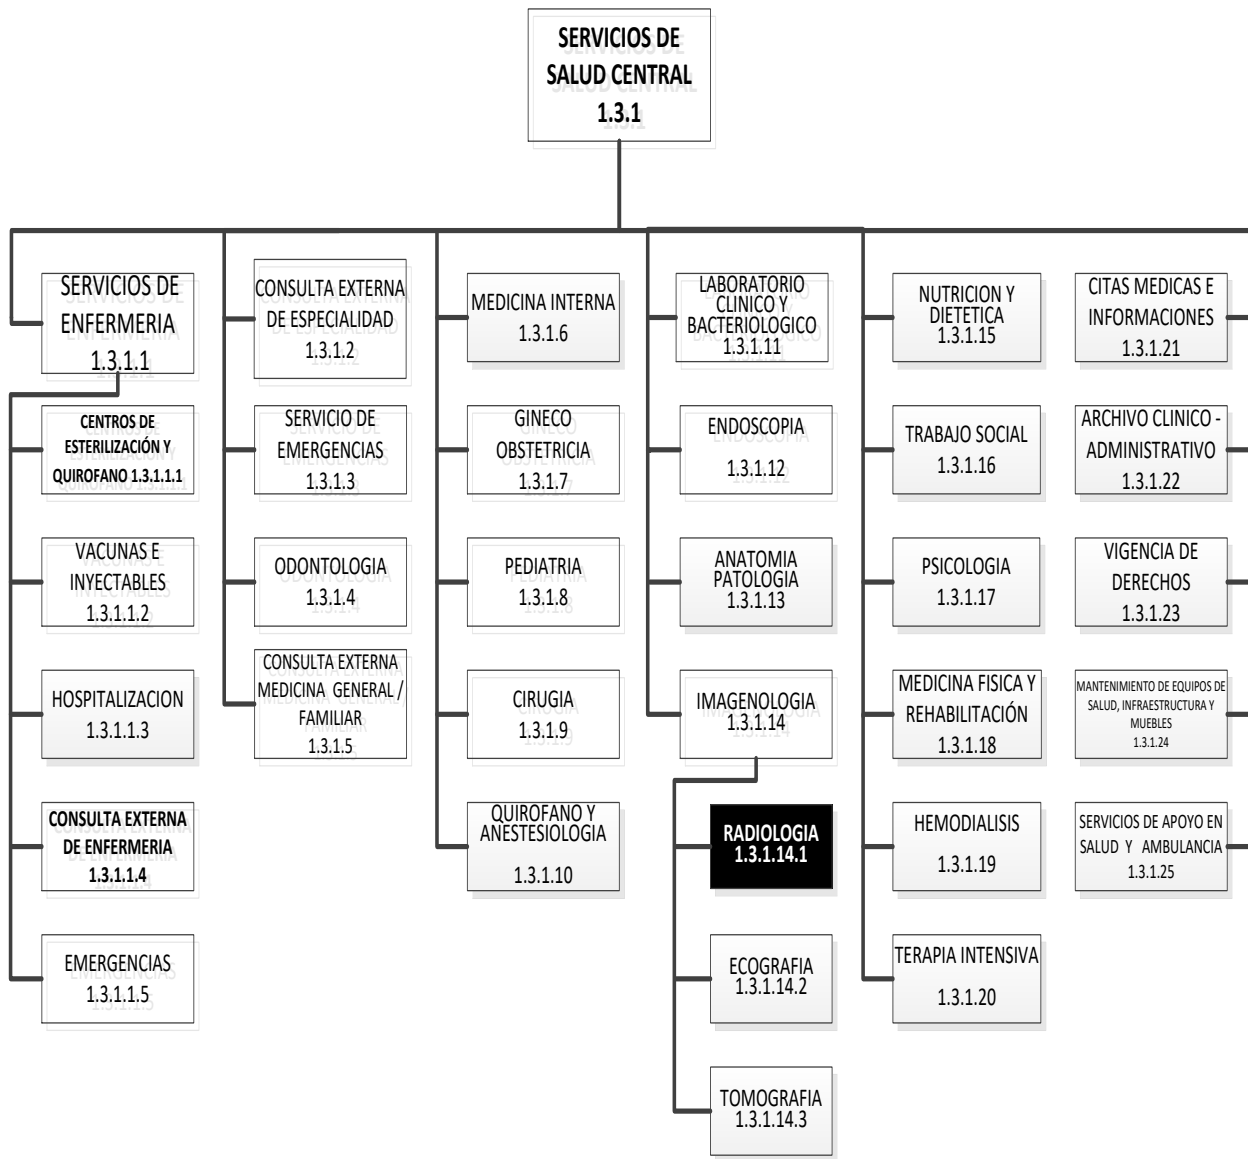 SERVICIOS DE
SALUD CENTRAL
1.3.1
SERVICIOS DE
ENFERMERIA
1.3.1.1
CENTROS DE
ESTERILIZACIÓN Y
QUIROFANO 1.3.1.1.1
VACUNAS E
INYECTABLES
1.3.1.1.2
HOSPITALIZACION
1.3.1.1.3
CONSULTA EXTERNA
DE ENFERMERIA
1.3.1.1.4
EMERGENCIAS
1.3.1.1.5
CONSULTA EXTERNA
DE ESPECIALIDAD
1.3.1.2
SERVICIO DE
EMERGENCIAS
1.3.1.3
ODONTOLOGIA
1.3.1.4
CONSULTA EXTERNA
MEDICINA GENERAL /
FAMILIAR
1.3.1.5
MEDICINA INTERNA
1.3.1.6
GINECO
OBSTETRICIA
1.3.1.7
PEDIATRIA
1.3.1.8
CIRUGIA
1.3.1.9
QUIROFANO Y
ANESTESIOLOGIA
1.3.1.10
LABORATORIO
CLINICO Y
BACTERIOLOGICO
1.3.1.11
ENDOSCOPIA
1.3.1.12
ANATOMIA
PATOLOGIA
1.3.1.13
IMAGENOLOGIA
1.3.1.14
RADIOLOGIA
1.3.1.14.1
ECOGRAFIA
1.3.1.14.2
TOMOGRAFIA
1.3.1.14.3
NUTRICION Y
DIETETICA
1.3.1.15
TRABAJO SOCIAL
1.3.1.16
PSICOLOGIA
1.3.1.17
MEDICINA FISICA Y
REHABILITACIÓN
1.3.1.18
HEMODIALISIS
1.3.1.19
TERAPIA INTENSIVA
1.3.1.20
CITAS MEDICAS E
INFORMACIONES
1.3.1.21
ARCHIVO CLINICO -
ADMINISTRATIVO
1.3.1.22
VIGENCIA DE
DERECHOS
1.3.1.23
MANTENIMIENTO DE EQUIPOS DE
SALUD, INFRAESTRUCTURA Y
MUEBLES
1.3.1.24
SERVICIOS DE APOYO EN
SALUD Y AMBULANCIA
1.3.1.25